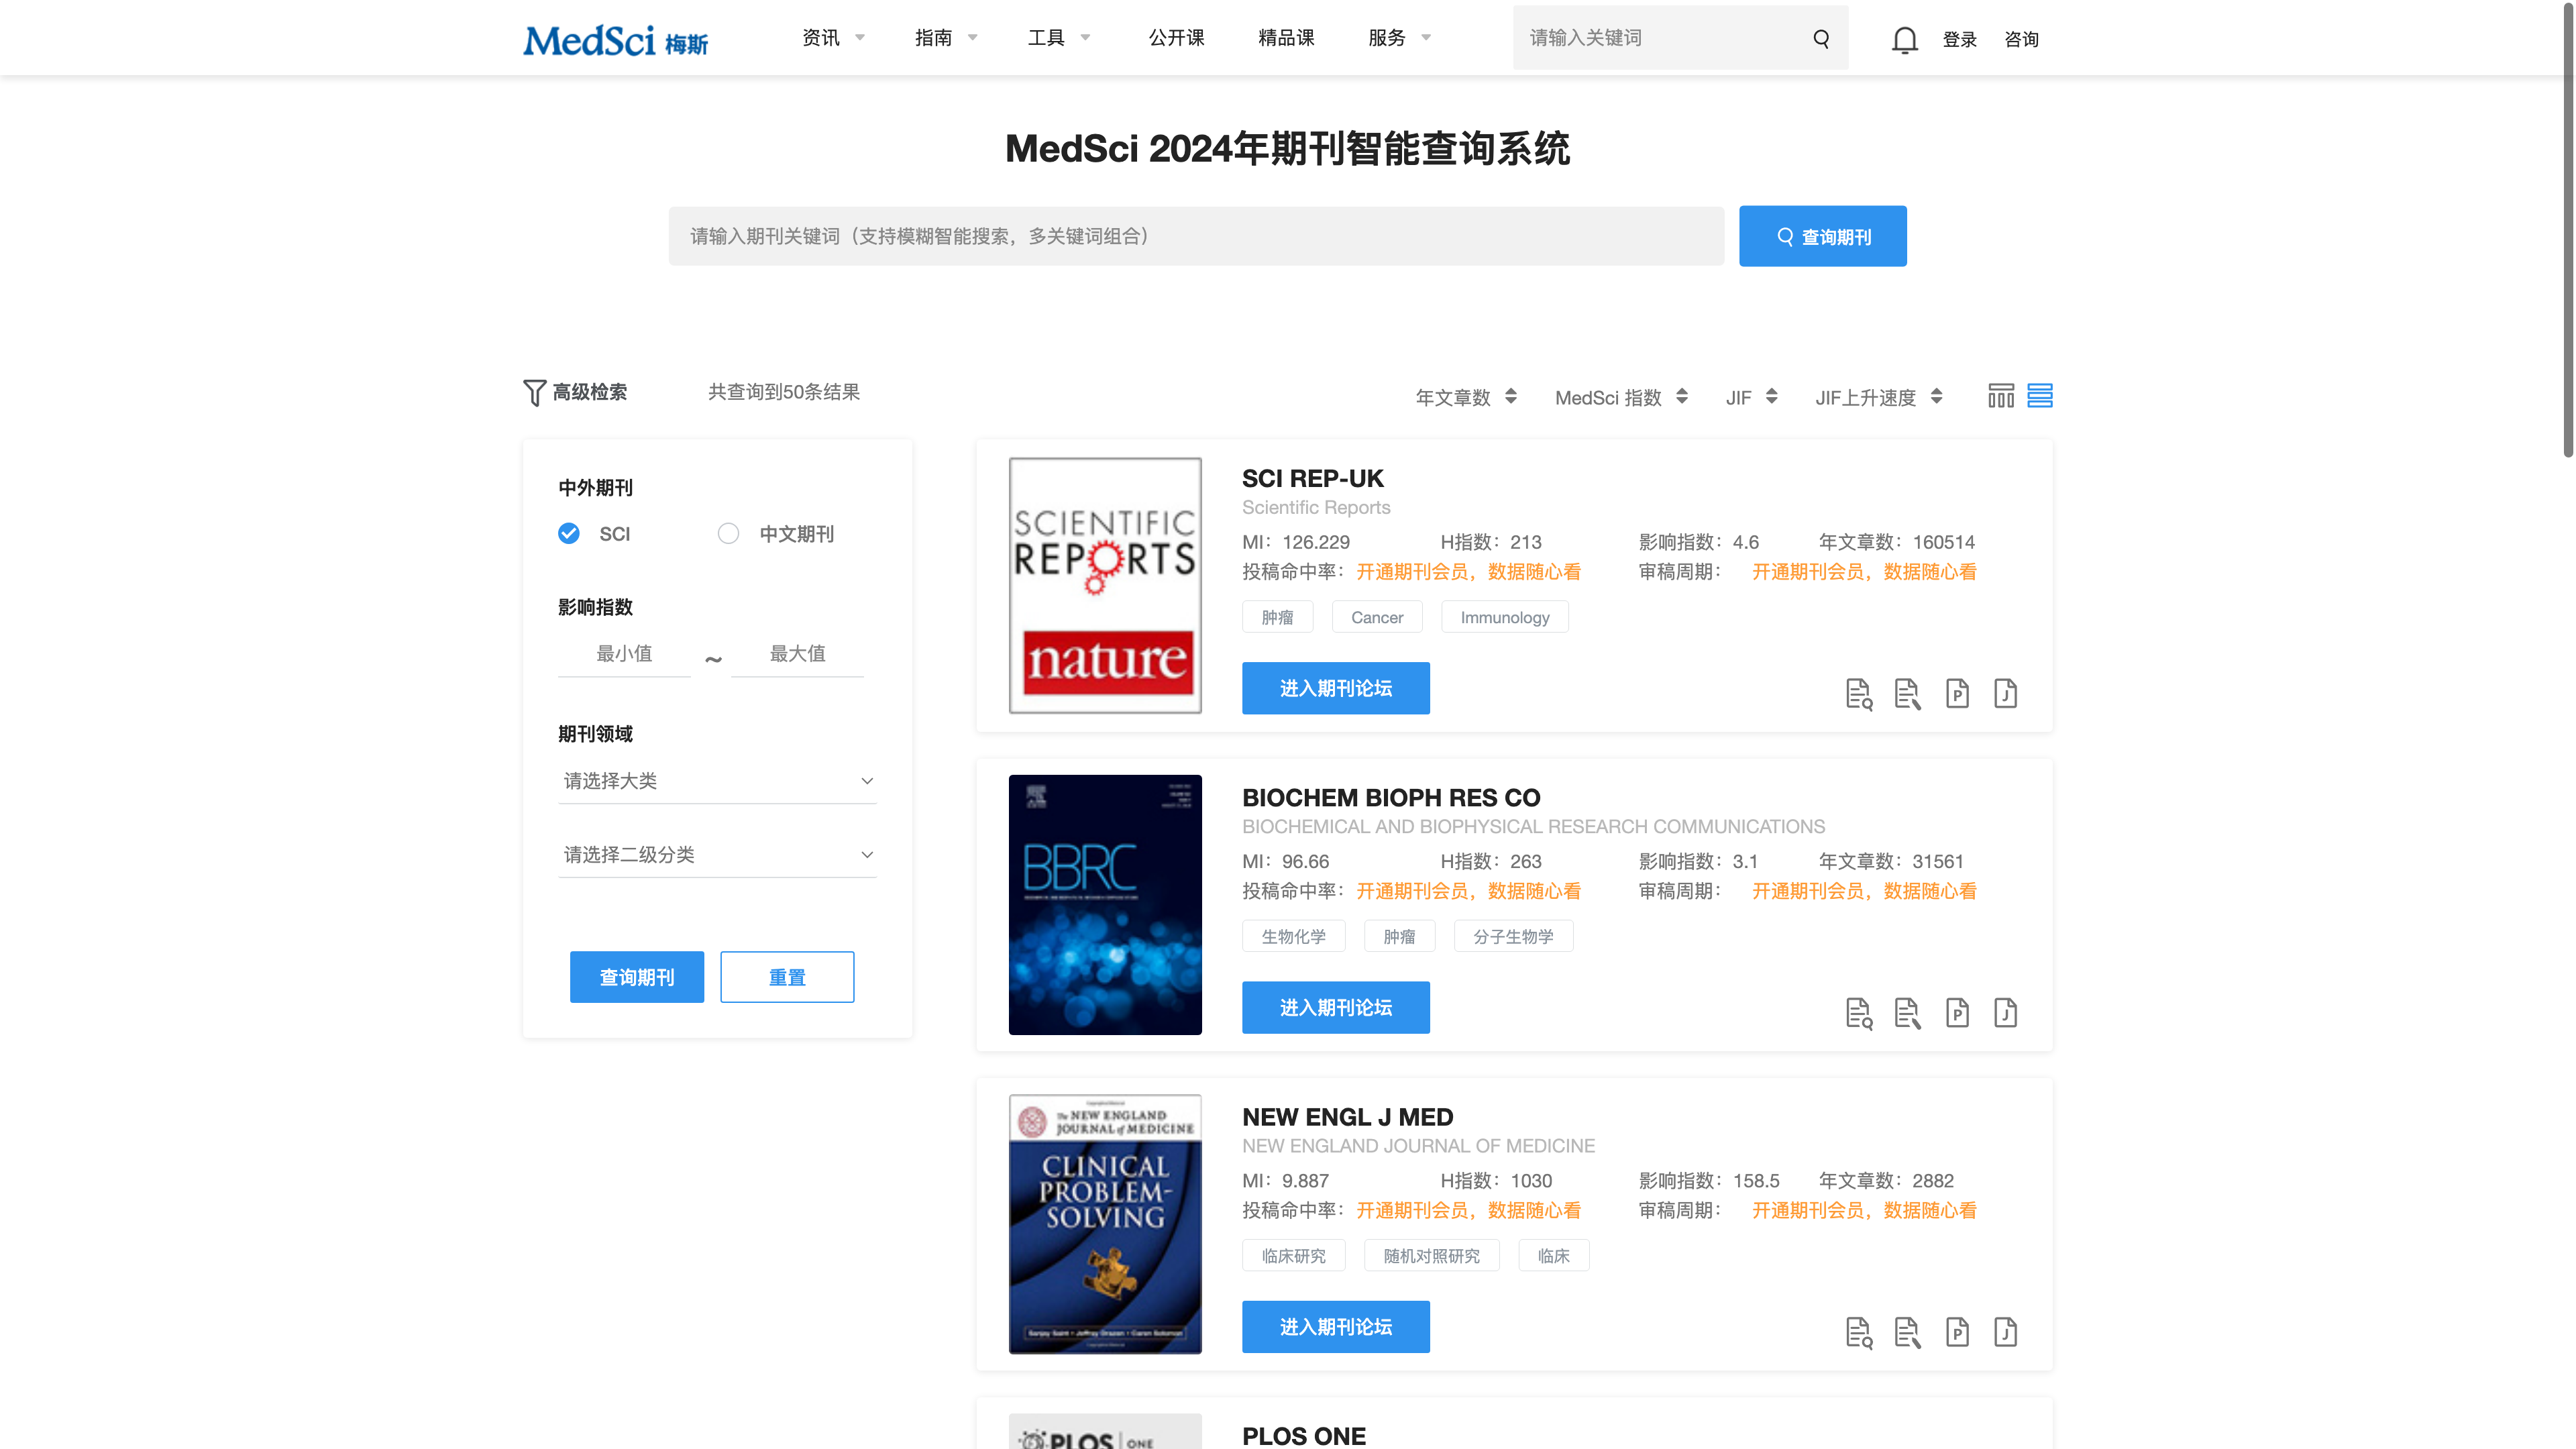 MedSci 梅斯
资讯 指南 工具 公开课 精品课 服务 请输入关键词 登录 咨询
MedSci 2024年期刊智能查询系统
请输入期刊关键词（支持模糊智能搜索，多关键词组合）
查询期刊
高级检索 共查询到50条结果 年文章数 MedSci 指数 JIF JIF上升速度
中外期刊
SCI 中文期刊
影响指数
最小值 ~ 最大值
期刊领域
请选择大类
请选择二级分类
查询期刊 重置
SCIENTIFIC
REPORTS
nature
SCI REP-UK
Scientific Reports
MI：126.229 H指数：213 影响指数：4.6 年文章数：160514
投稿命中率：开通期刊会员，数据随心看 审稿周期：开通期刊会员，数据随心看
肿瘤 Cancer Immunology
进入期刊论坛
P J
BBRC
BIOCHEM BIOPH RES CO
BIOCHEMICAL AND BIOPHYSICAL RESEARCH COMMUNICATIONS
MI：96.66 H指数：263 影响指数：3.1 年文章数：31561
投稿命中率：开通期刊会员，数据随心看 审稿周期：开通期刊会员，数据随心看
生物化学 肿瘤 分子生物学
进入期刊论坛
P J
The NEW ENGLAND
JOURNAL of MEDICINE
CLINICAL
PROBLEM-
SOLVING
Sanjay Saint • Jeffrey Drazen • Caren Solomon
NEW ENGL J MED
NEW ENGLAND JOURNAL OF MEDICINE
MI：9.887 H指数：1030 影响指数：158.5 年文章数：2882
投稿命中率：开通期刊会员，数据随心看 审稿周期：开通期刊会员，数据随心看
临床研究 随机对照研究 临床
进入期刊论坛
P J
PLOS ONE
PLOS ONE